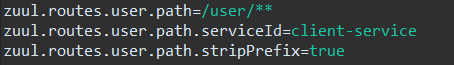 zuul.routes.user.path=/user/**
zuul.routes.user.path.serviceId=client-service
zuul.routes.user.path.stripPrefix=true